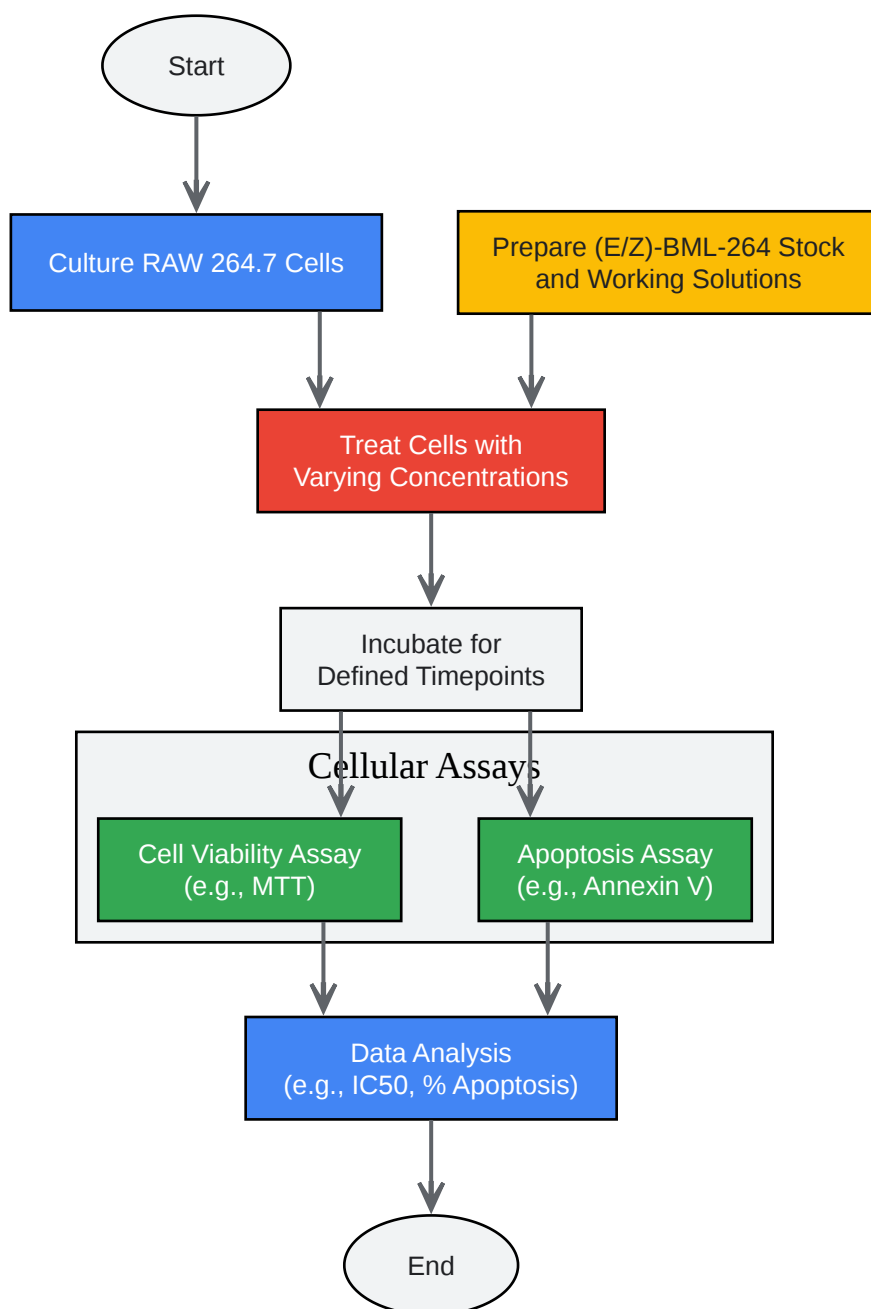 Start
Culture RAW 264.7 Cells
Prepare (E/Z)-BML-264 Stock
and Working Solutions
Treat Cells with
Varying Concentrations
Incubate for
Defined Timepoints
Cellular Assays
Cell Viability Assay
(e.g., MTT)
Apoptosis Assay
(e.g., Annexin V)
Data Analysis
(e.g., IC50, % Apoptosis)
End